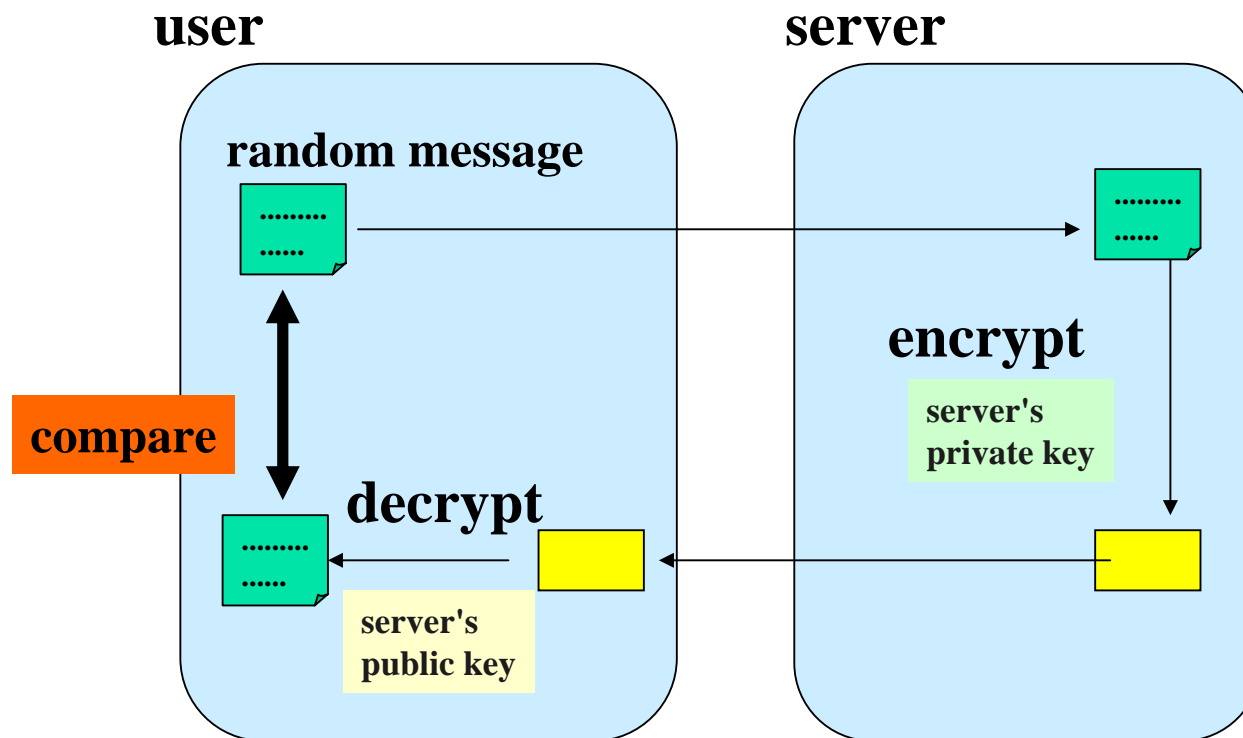 user
server
random message
.........
......
.........
......
encrypt
server's
private key
compare
decrypt
.........
......
server's
public key